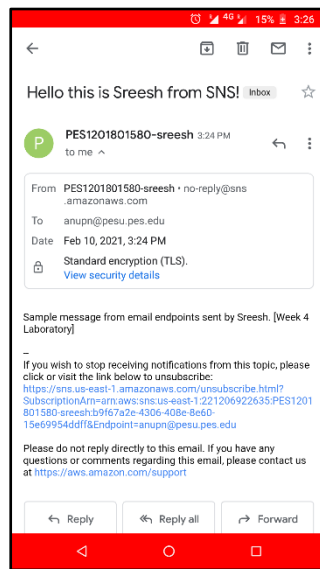 4G 15% 3:26
Hello this is Sreesh from SNS! Inbox
P
PES1201801580-sreesh 3:24 PM
to me
From PES1201801580-sreesh • no-reply@sns
.amazonaws.com
To anupn@pesu.pes.edu
Date Feb 10, 2021, 3:24 PM
Standard encryption (TLS).
View security details
Sample message from email endpoints sent by Sreesh. [Week 4
Laboratory]
--
If you wish to stop receiving notifications from this topic, please
click or visit the link below to unsubscribe:
https://sns.us-east-1.amazonaws.com/unsubscribe.html?
SubscriptionArn=arn:aws:sns:us-east-1:221206922635:PES1201
801580-sreesh:b9f67a2e-4306-408e-8e60-
15e69954ddff&Endpoint=anupn@pesu.pes.edu
Please do not reply directly to this email. If you have any
questions or comments regarding this email, please contact us
at https://aws.amazon.com/support
Reply Reply all Forward